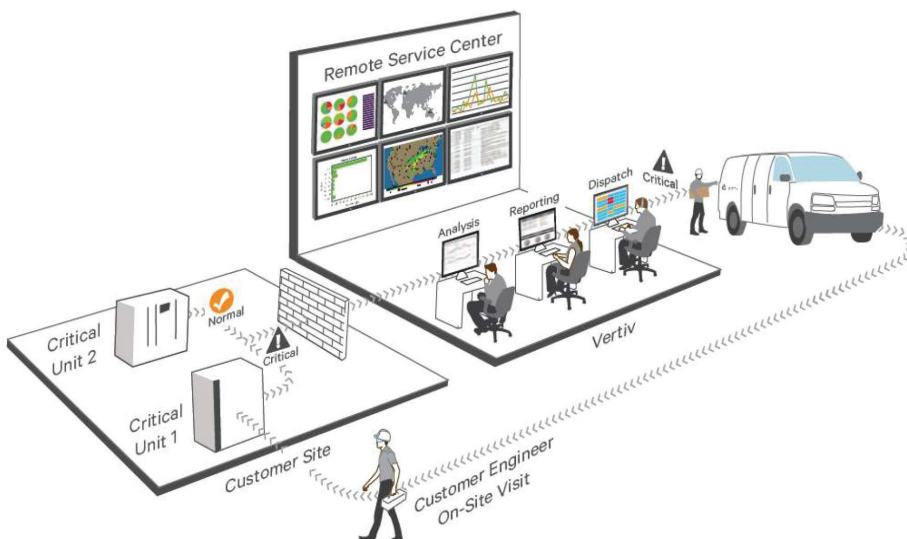 Remote Service Center
Analysis
Reporting
Dispatch
Critical
Vertiv
Normal
Critical
Critical
Unit 2
Critical
Unit 1
Customer Site
Customer Engineer
On-Site Visit